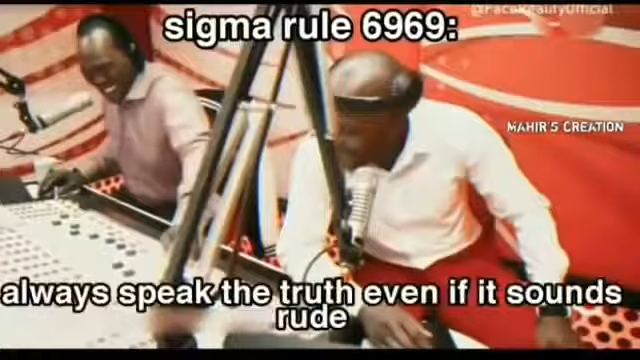 sigma rule 6969:
MAHIR'S CREATION
always speak the truth even if it sounds
rude